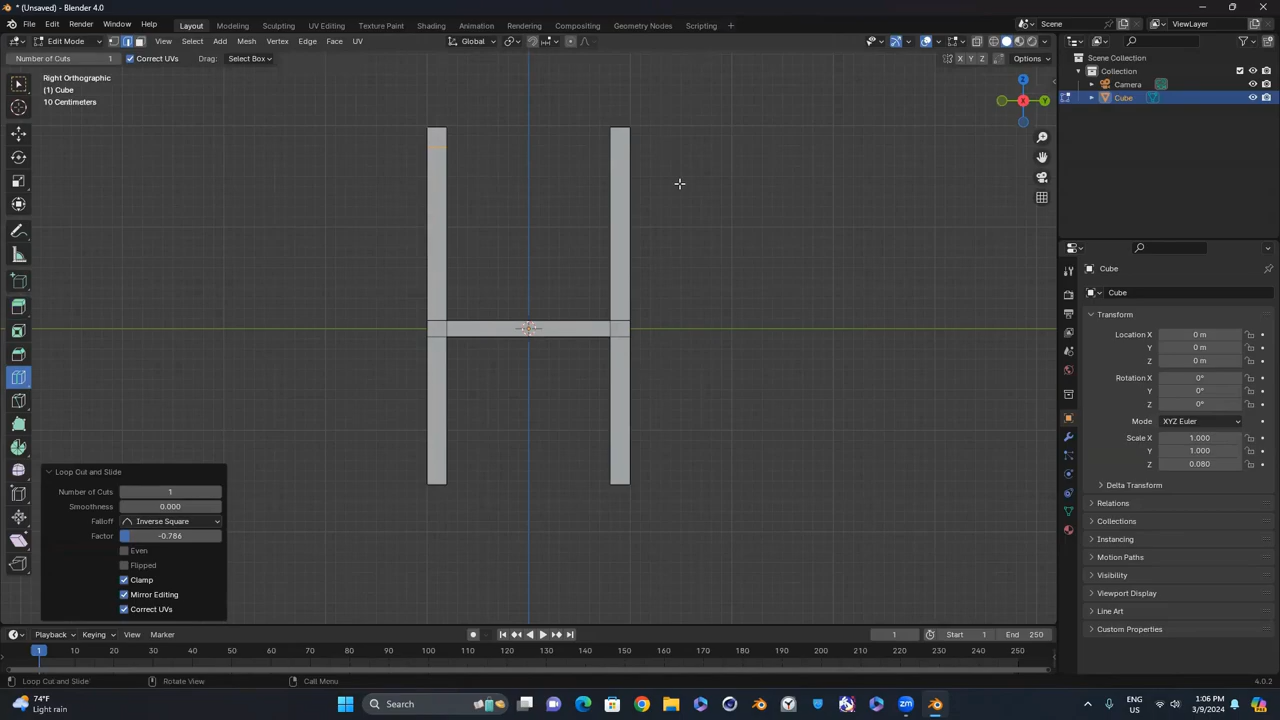 * (Unsaved) - Blender 4.0
File Edit Render Window Help Layout Modeling Sculpting UV Editing Texture Paint Shading Animation Rendering Compositing Geometry Nodes Scripting + Scene ViewLayer
Edit Mode View Select Add Mesh Vertex Edge Face UV Global
Number of Cuts 1 Correct UVs Drag: Select Box X Y Z Options
Right Orthographic
(1) Cube
10 Centimeters
Z
X
Y
Scene Collection
Collection
Camera
Cube
Cube
Cube
Transform
Location X 0 m
Y 0 m
Z 0 m
Rotation X 0°
Y 0°
Z 0°
Mode XYZ Euler
Scale X 1.000
Y 1.000
Z 0.080
Delta Transform
Relations
Collections
Instancing
Motion Paths
Visibility
Viewport Display
Line Art
Custom Properties
Loop Cut and Slide
Number of Cuts 1
Smoothness 0.000
Falloff Inverse Square
Factor -0.786
Even
Flipped
Clamp
Mirror Editing
Correct UVs
Playback Keying View Marker 1 Start 1 End 250
1 10 20 30 40 50 60 70 80 90 100 110 120 130 140 150 160 170 180 190 200 210 220 230 240 250
Loop Cut and Slide Rotate View Call Menu 4.0.2
74°F
Light rain
Search
zm
ENG
US
1:06 PM
3/9/2024